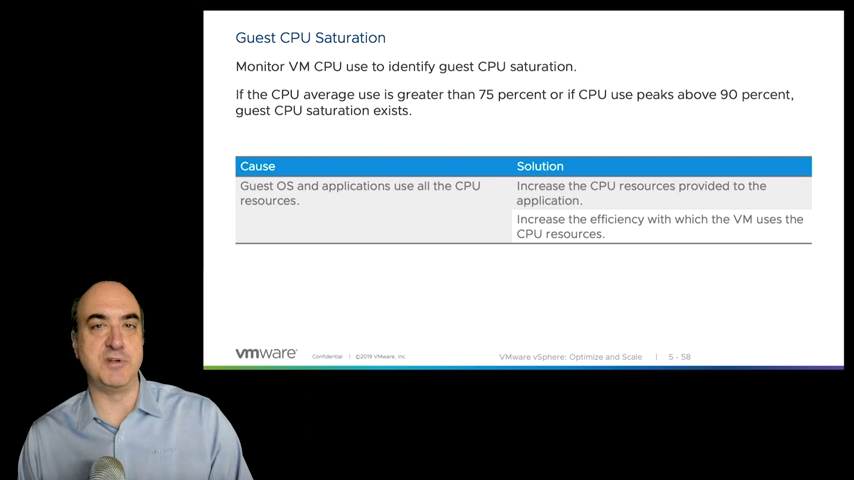 Guest CPU Saturation
Monitor VM CPU use to identify guest CPU saturation.
If the CPU average use is greater than 75 percent or if CPU use peaks above 90 percent,
guest CPU saturation exists.
Cause
Solution
Guest OS and applications use all the CPU
resources.
Increase the CPU resources provided to the
application.
Increase the efficiency with which the VM uses the
CPU resources.
vmware
Confidential | ©2019 VMware, Inc.
VMware vSphere: Optimize and Scale | 5 - 58